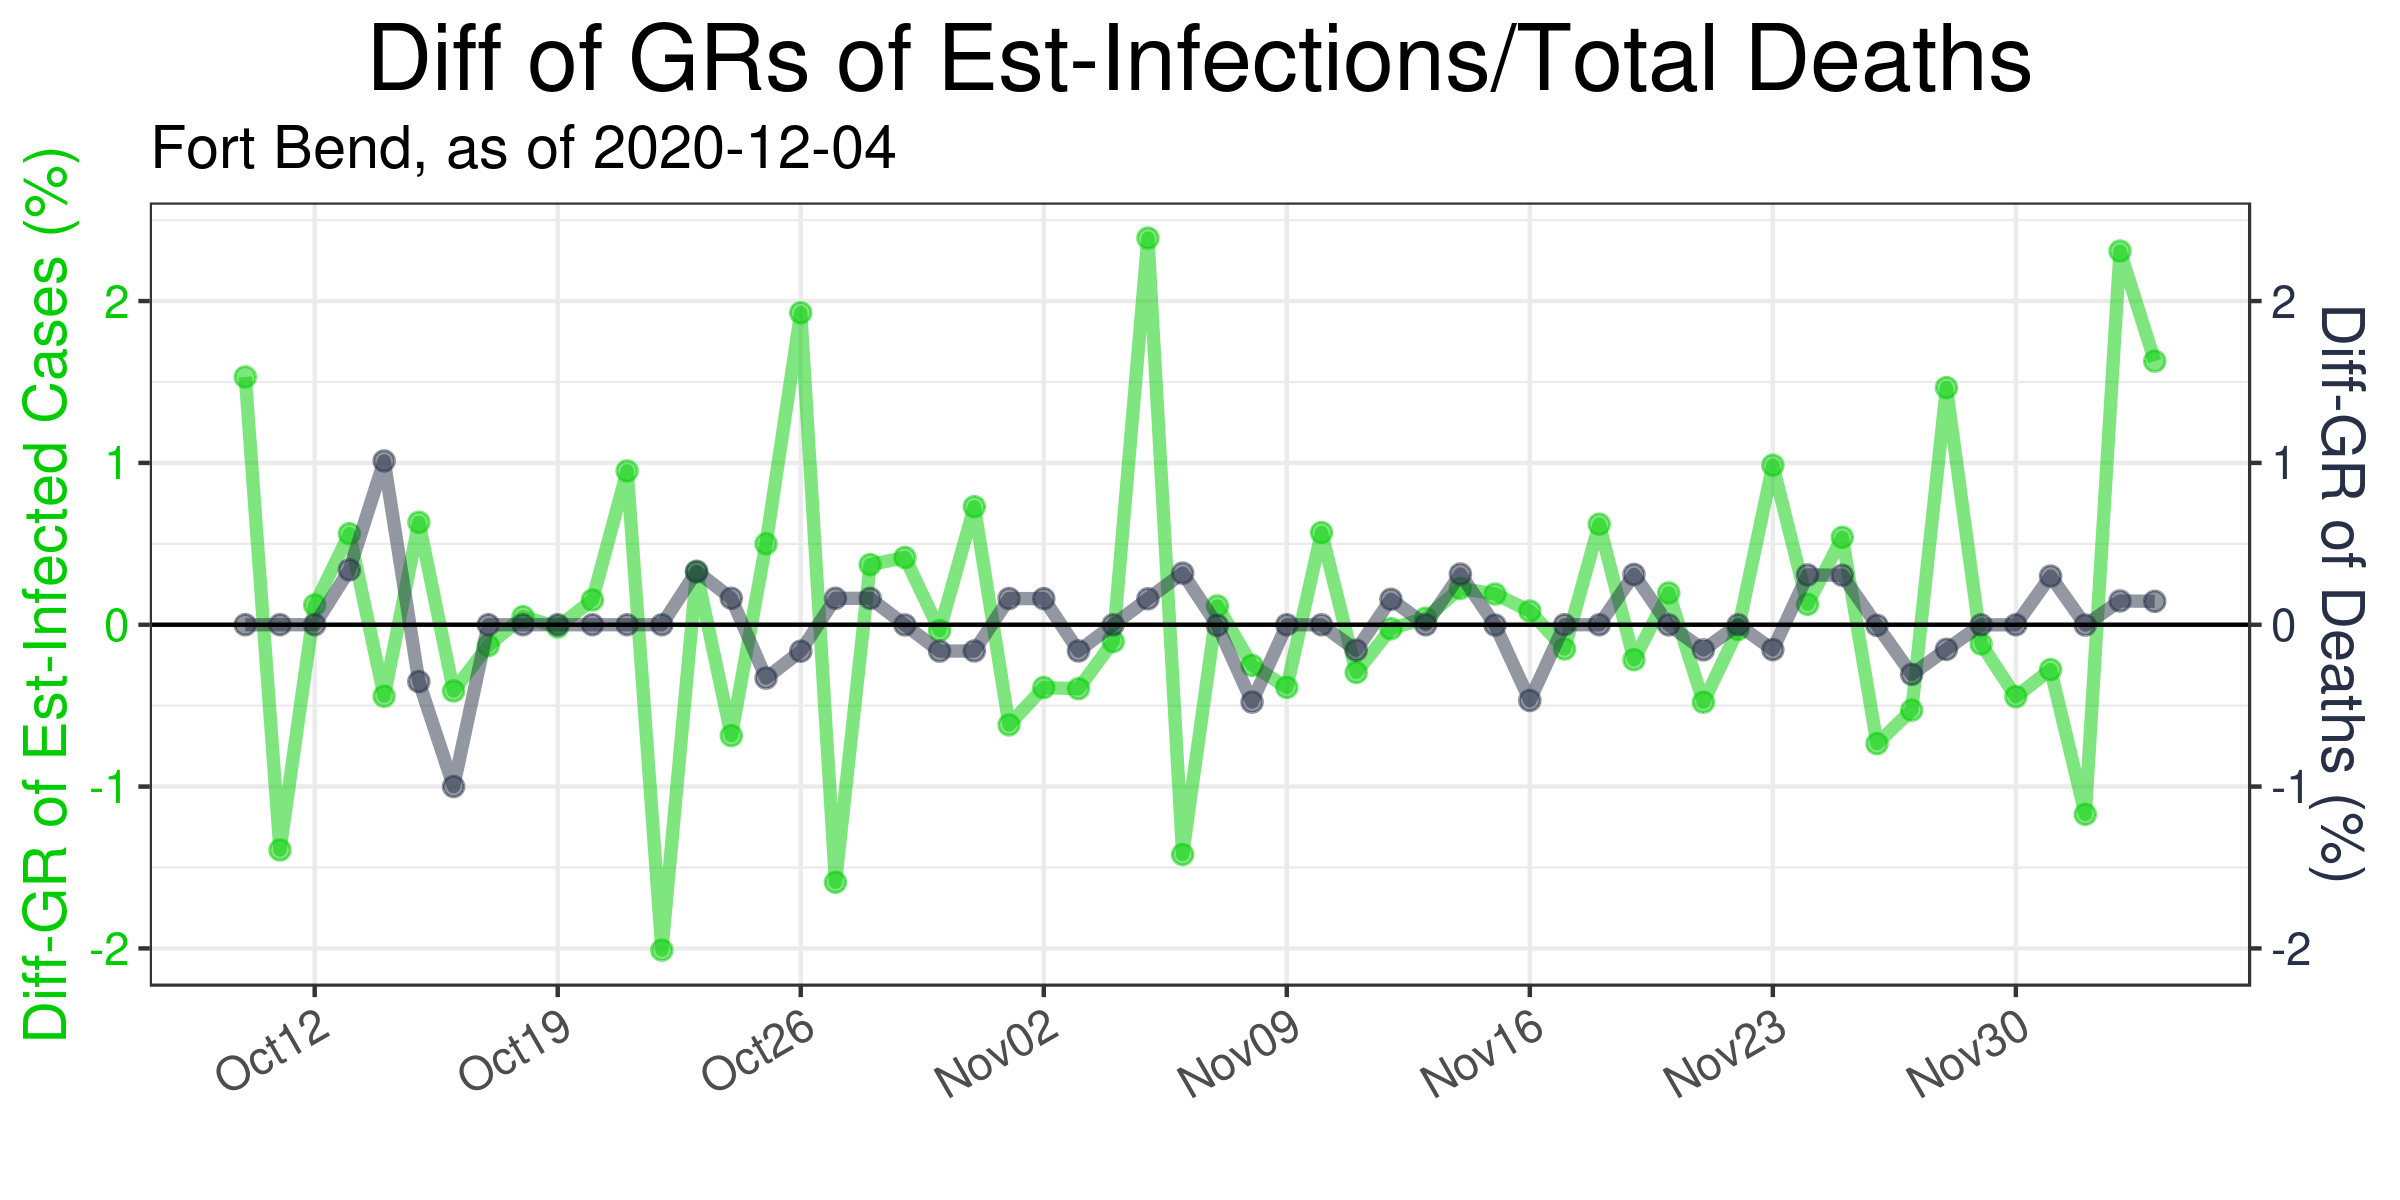 Diff of GRs of Est-Infections/Total Deaths
Fort Bend, as of 2020-12-04
Diff-GR of Est-Infected Cases (%)
2
1
0
-1
-2
2
1
0
-1
-2
Diff-GR of Deaths (%)
Oct12
Oct19
Oct26
Nov02
Nov09
Nov16
Nov23
Nov30